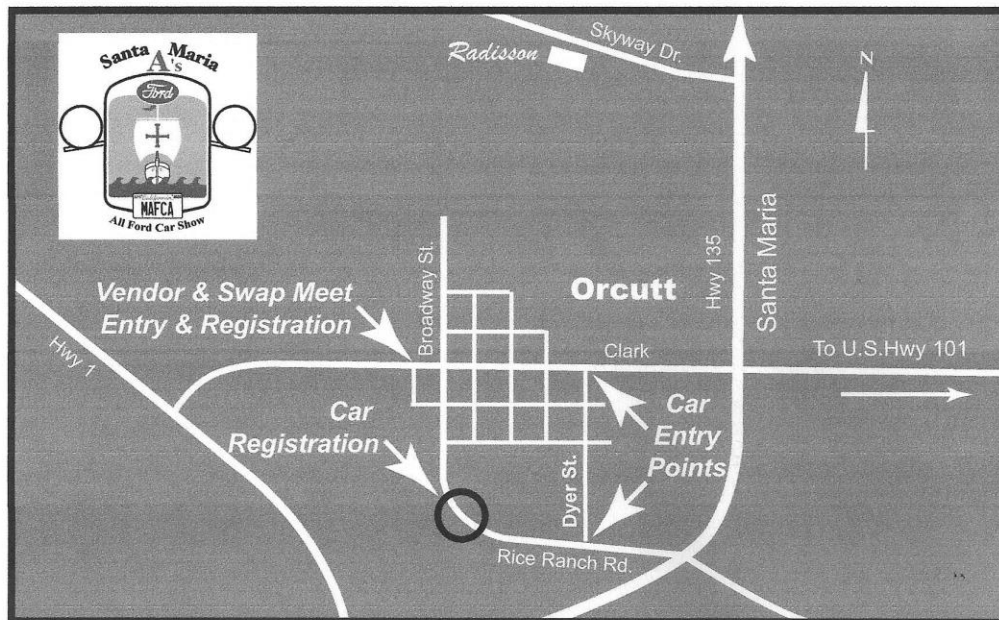 Santa Maria
A's
Ford
California
MAFCA
All Ford Car Show
Radisson
Skyway Dr.
N
Hwy 135
Santa Maria
Broadway St.
Orcutt
Vendor & Swap Meet
Entry & Registration
Hwy 1
Clark
To U.S.Hwy 101
Car
Registration
Car
Entry
Points
Dyer St.
Rice Ranch Rd.